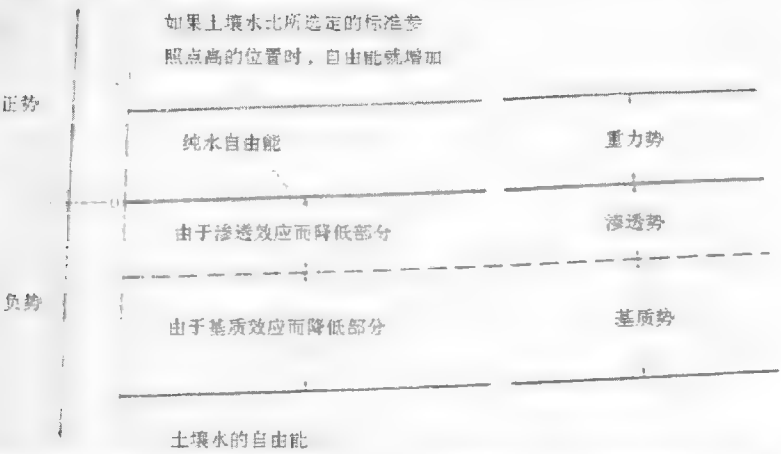 如果土壤水比所选定的标准参
照点高的位置时，自由能就增加
正势
纯水自由能
重力势
0
由于渗透效应而降低部分
渗透势
负势
由于基质效应而降低部分
基质势
土壤水的自由能